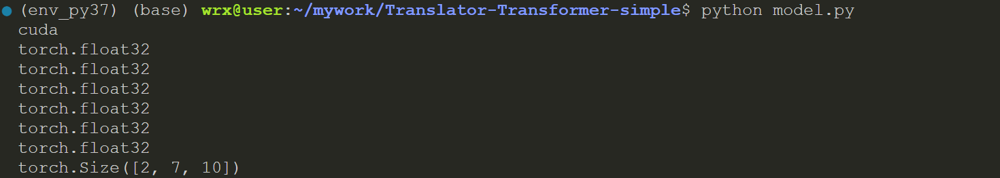 (env_py37) (base) wrx@user:~/mywork/Translator-Transformer-simple$ python model.py
cuda
torch.float32
torch.float32
torch.float32
torch.float32
torch.float32
torch.float32
torch.Size([2, 7, 10])